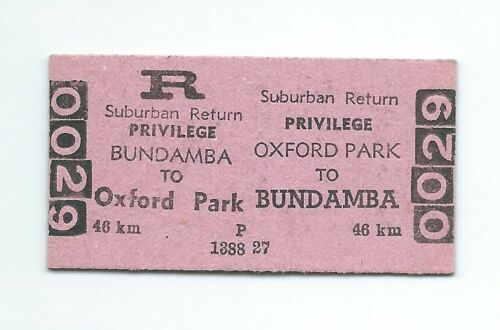 0029
R
Suburban Return
PRIVILEGE
BUNDAMBA
TO
Oxford Park
46 km
Suburban Return
PRIVILEGE
OXFORD PARK
TO
BUNDAMBA
46 km
P
1388 27
0029